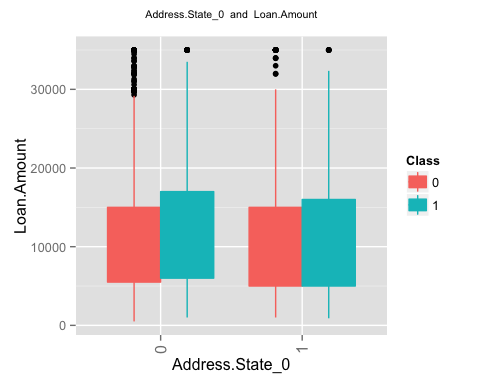 Address.State_0 and Loan.Amount
Loan.Amount
30000
20000
10000
0
0
1
Address.State_0
Class
0
1